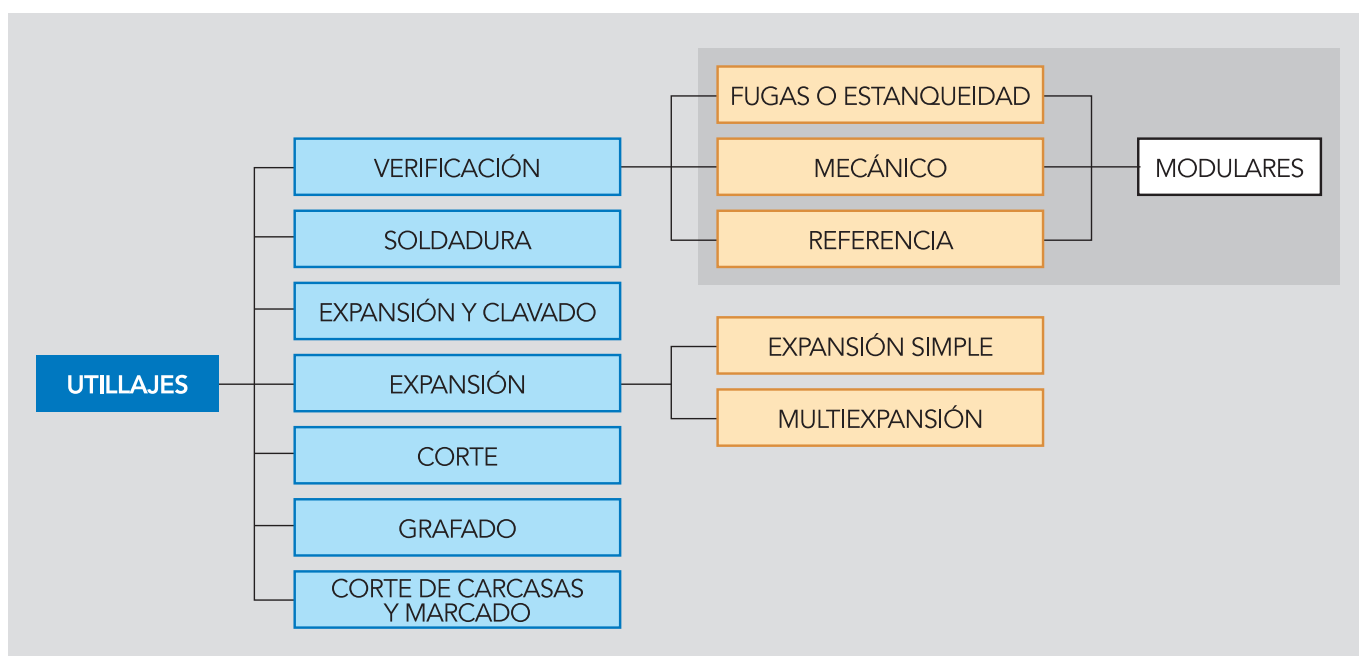 UTILLAJES
VERIFICACIÓN
SOLDADURA
EXPANSIÓN Y CLAVADO
EXPANSIÓN
CORTE
GRAFADO
CORTE DE CARCASAS
Y MARCADO
FUGAS O ESTANQUEIDAD
MECÁNICO
REFERENCIA
EXPANSIÓN SIMPLE
MULTIEXPANSIÓN
MODULARES